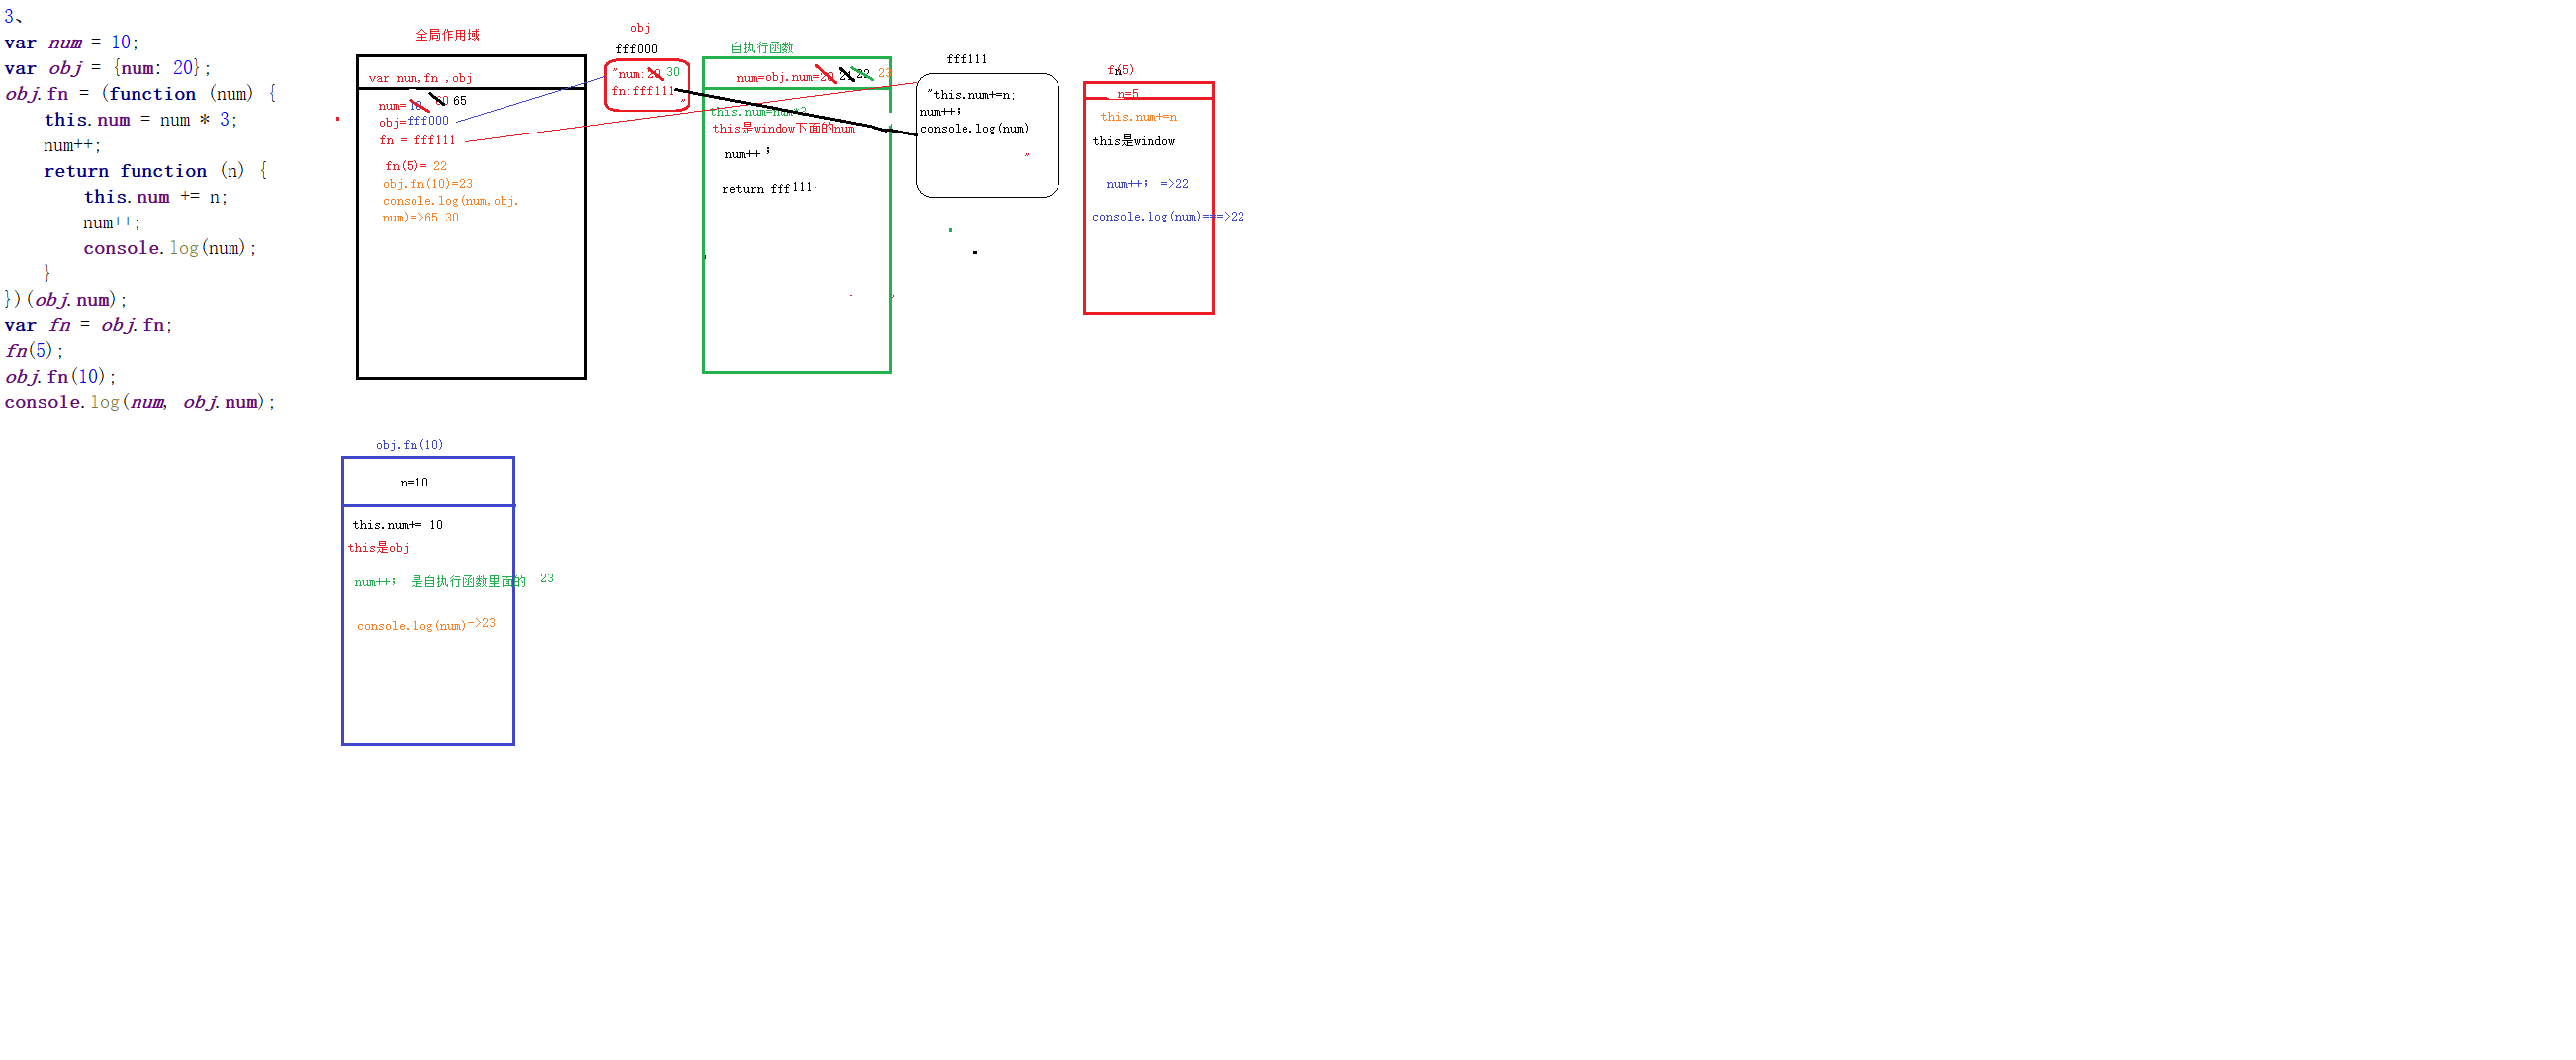 3、
var num = 10;
var obj = {num: 20};
obj.fn = (function (num) {
this.num = num * 3;
num++;
return function (n) {
this.num += n;
num++;
console.log(num);
}
})(obj.num);
var fn = obj.fn;
fn(5);
obj.fn(10);
console.log(num, obj.num);
全局作用域
var num,fn ,obj
num= 10 60 65
obj=fff000
fn = fff111
fn(5)= 22
obj.fn(10)=23
console.log(num,obj.
num)=>65 30
obj
fff000
"num:20 30
fn:fff111
"
自执行函数
num=obj.num=20 21 22 23
this.num=num*3
this是window下面的num
num++ ;
return fff111
fff111
"this.num+=n;
num++;
console.log(num)
"
fn(5)
n=5
this.num+=n
this是window
num++; =>22
console.log(num)===>22
obj.fn(10)
n=10
this.num+= 10
this是obj
num++; 是自执行函数里面的 23
console.log(num)->23